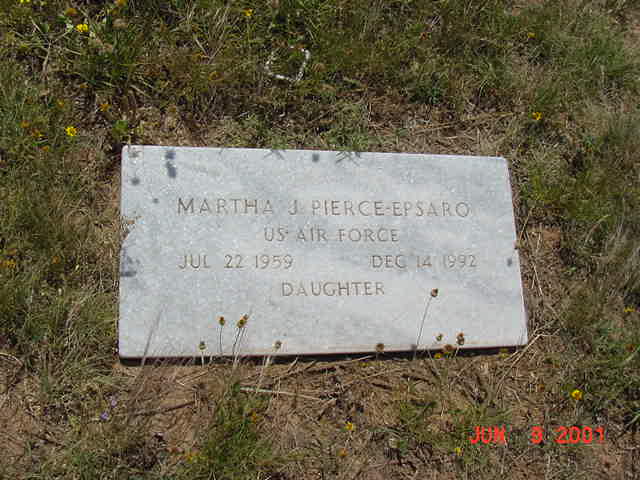 MARTHA J PIERCE-EPSARO
US AIR FORCE
JUL 22 1959 DEC 14 1992
DAUGHTER
JUN 9 2001